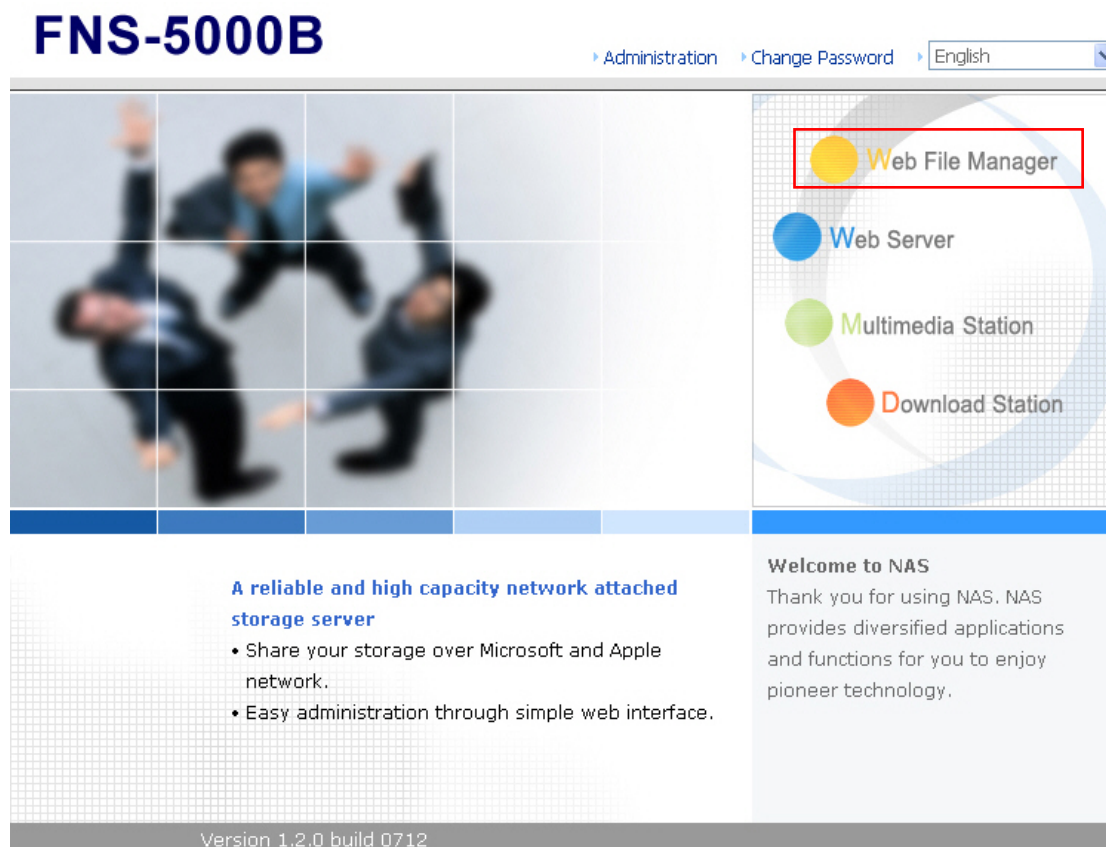 FNS-5000B
Administration Change Password English
Web File Manager
Web Server
Multimedia Station
Download Station
A reliable and high capacity network attached
storage server
• Share your storage over Microsoft and Apple
network.
• Easy administration through simple web interface.
Welcome to NAS
Thank you for using NAS. NAS
provides diversified applications
and functions for you to enjoy
pioneer technology.
Version 1.2.0 build 0712